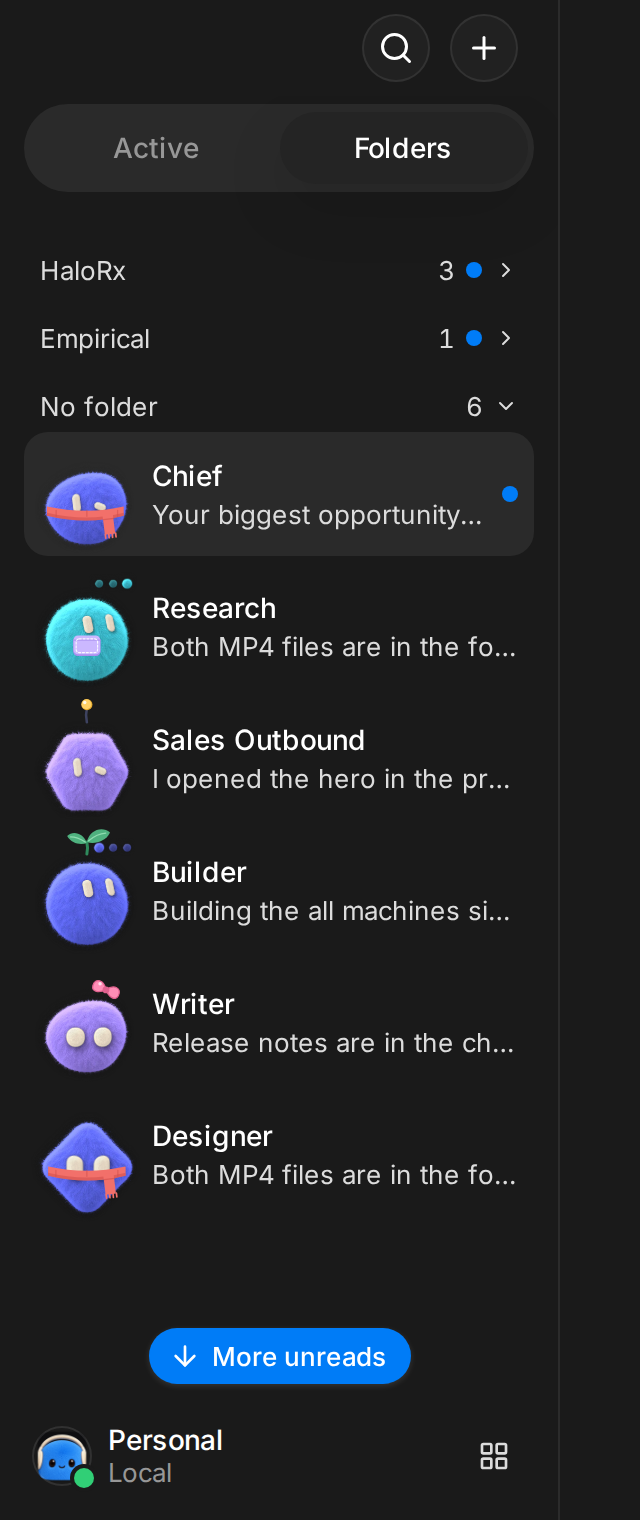 Active
Folders
HaloRx
3
Empirical
1
No folder
6
Chief
Your biggest opportunity...
Research
Both MP4 files are in the fo...
Sales Outbound
I opened the hero in the pr...
Builder
Building the all machines si...
Writer
Release notes are in the ch...
Designer
Both MP4 files are in the fo...
More unreads
Personal
Local